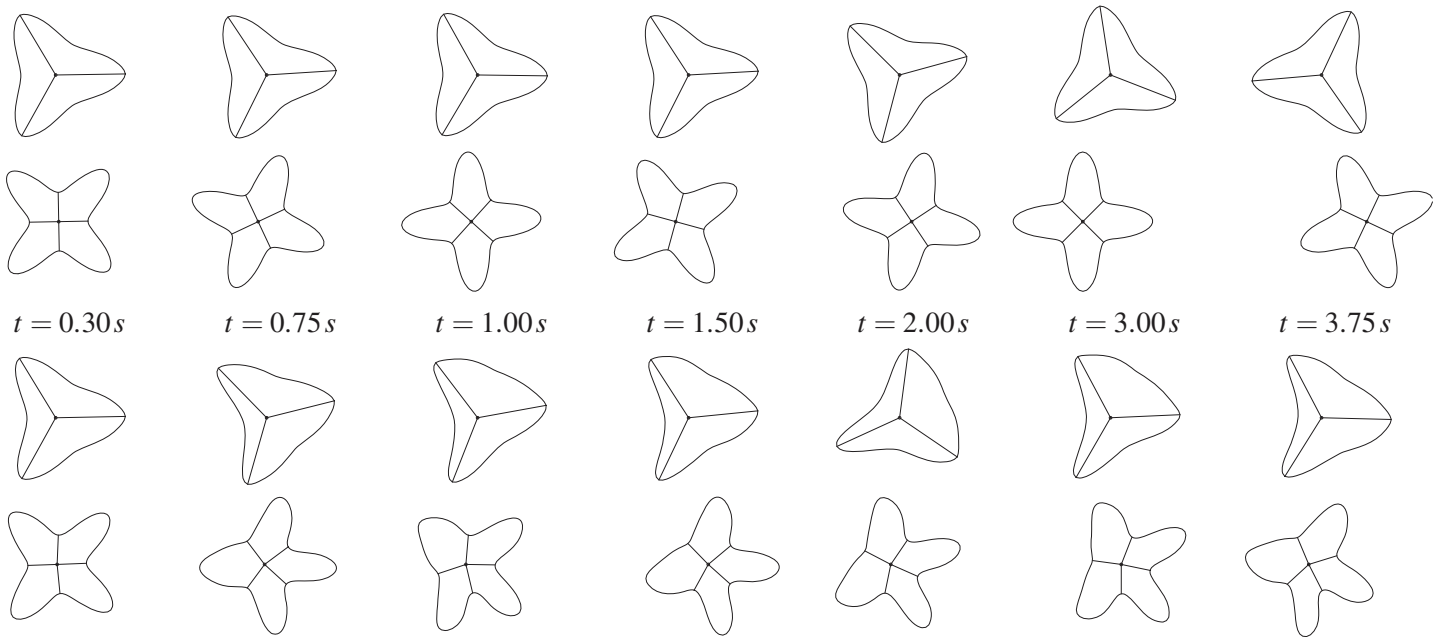 t = 0.30 s t = 0.75 s t = 1.00 s t = 1.50 s t = 2.00 s t = 3.00 s t = 3.75 s